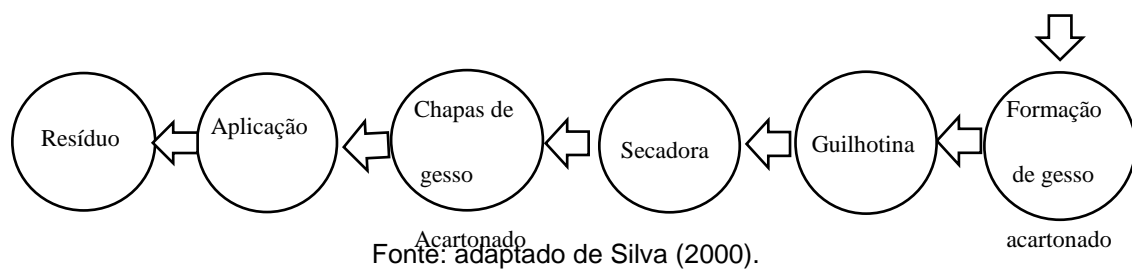 Resíduo
Aplicação
Chapas de
gesso
Acartonado
Secadora
Guilhotina
Formação
de gesso
acartonado
Fonte: adaptado de Silva (2000).